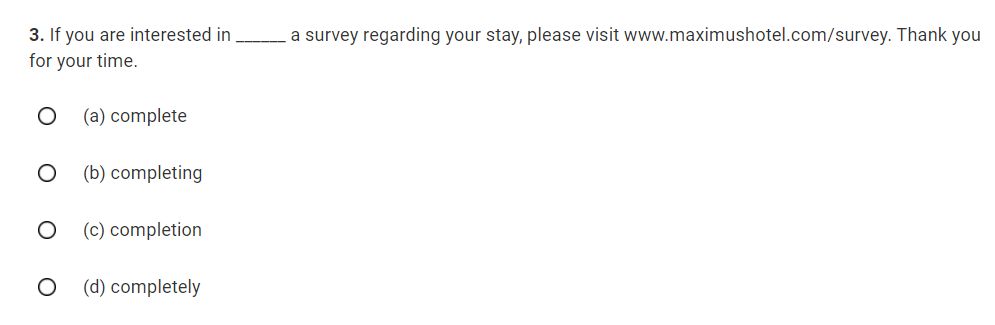 3. If you are interested in ______ a survey regarding your stay, please visit www.maximushotel.com/survey. Thank you
for your time.
(a) complete
(b) completing
(c) completion
(d) completely